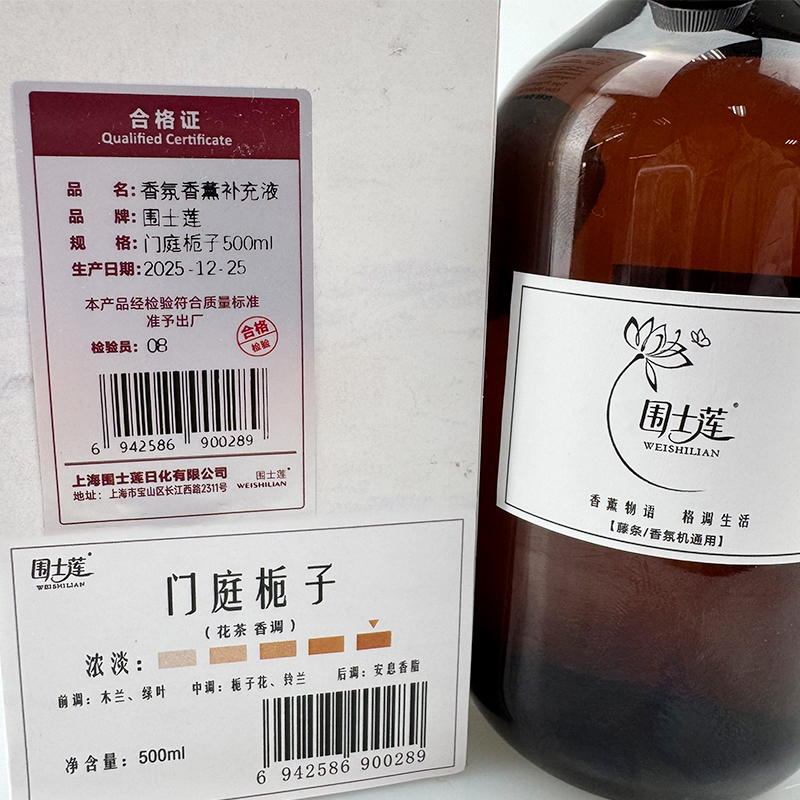 合格证
Qualified Certificate
品 名：香氛香薰补充液
品 牌：围士莲
规 格：门庭栀子500ml
生产日期：2025-12-25
本产品经检验符合质量标准
准予出厂
检验员：08
合格
检验
6 942586 900289
上海围士莲日化有限公司
地址：上海市宝山区长江西路2311号
围士莲®
WEISHILIAN
围士莲®
WEISHILIAN
门庭栀子
（花茶 香调）
浓淡：
前调：木兰、绿叶 中调：栀子花、铃兰 后调：安息香脂
净含量：500ml
6 942586 900289
围士莲®
WEISHILIAN
香薰物语 格调生活
【藤条/香氛机通用】